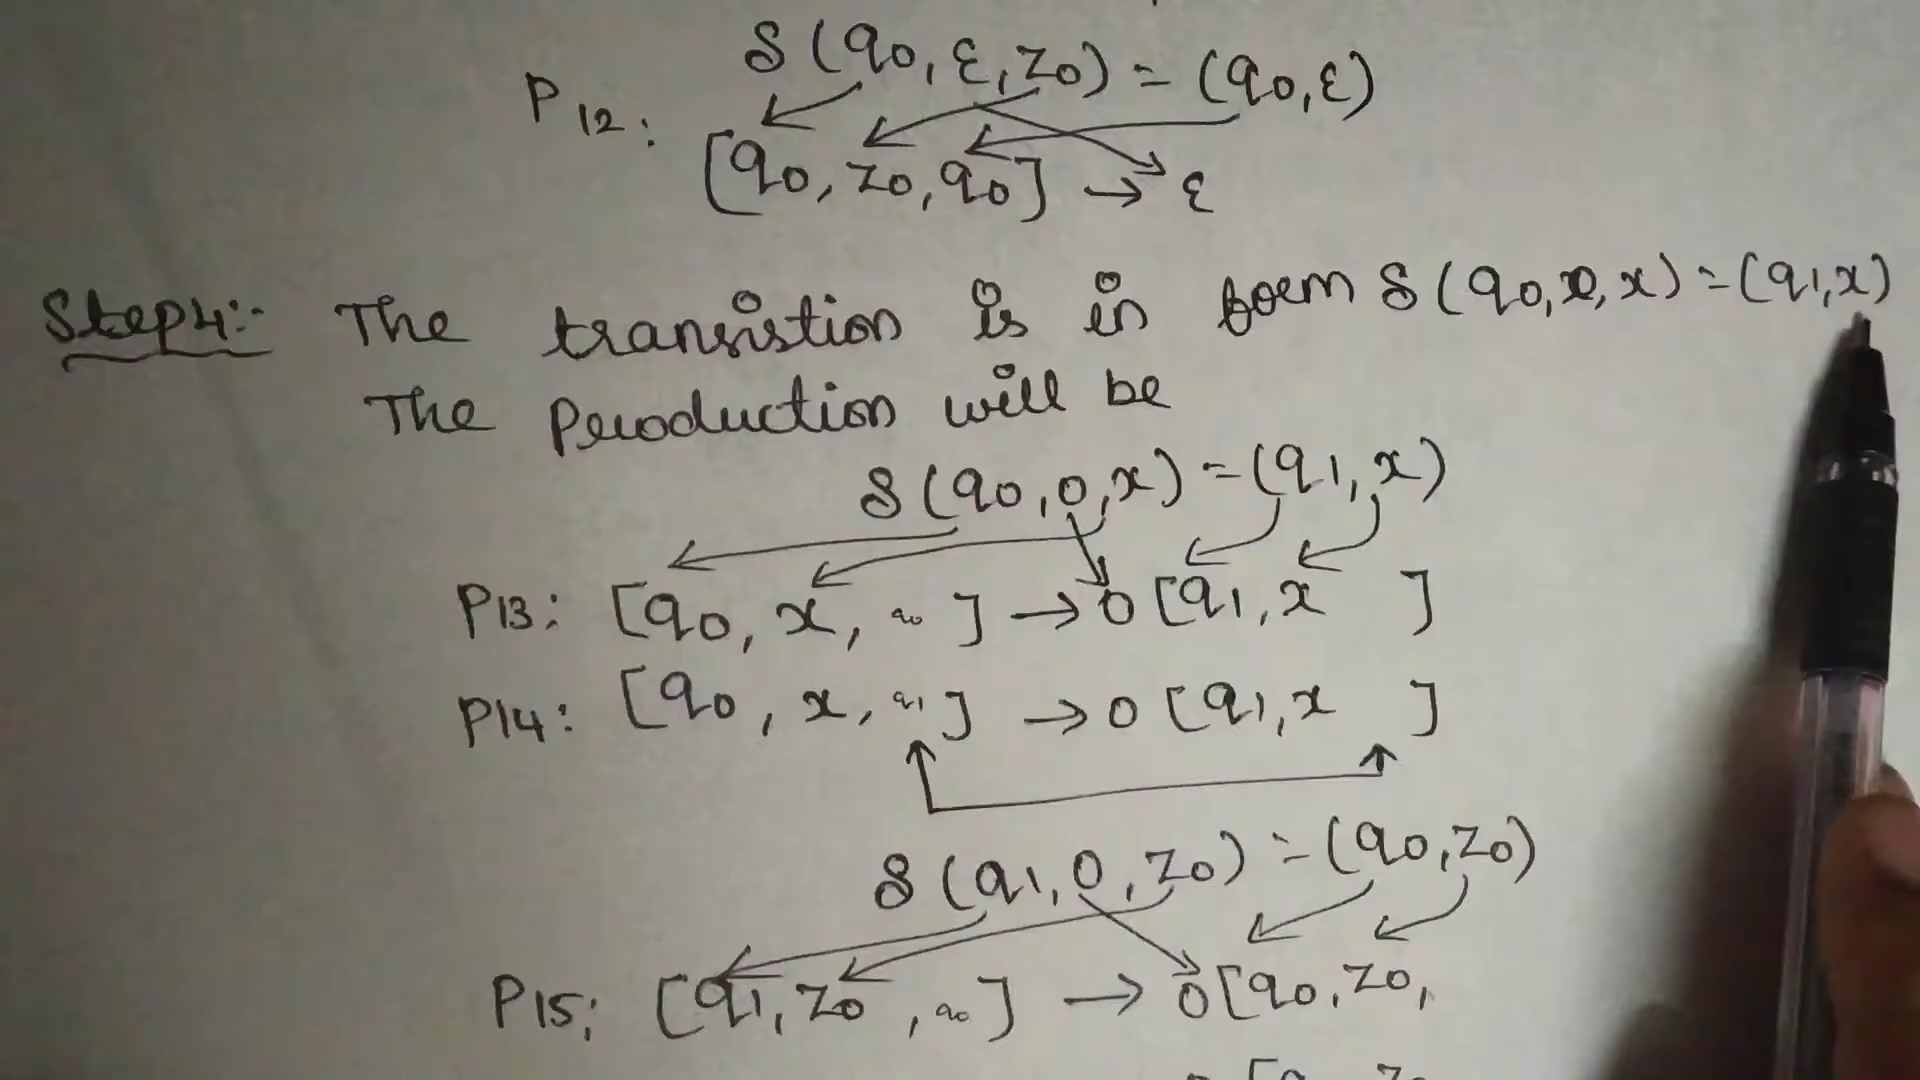 δ(q0, ε, z0) = (q0, ε)
P12: [q0, z0, q0] → ε
Step4:- The transistion is in form δ(q0, 0, x) = (q1, x)
The Production will be
δ(q0, 0, x) = (q1, x)
P13: [q0, x, q0] → 0 [q1, x ]
P14: [q0, x, q1] → 0 [q1, x ]
δ(q1, 0, z0) = (q0, z0)
P15: [q1, z0, q0] → 0 [q0, z0,